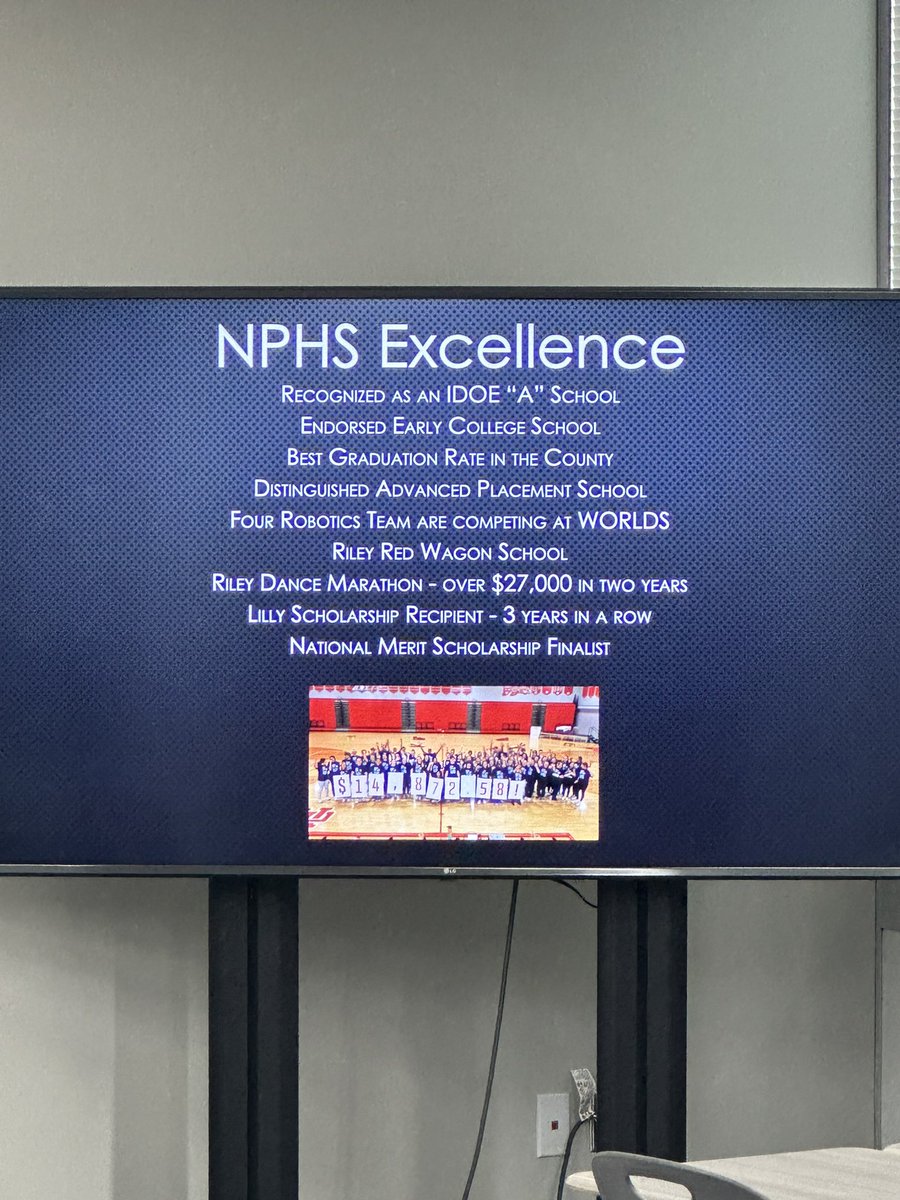 NPHS Excellence
Recognized as an IDOE “A” School
Endorsed Early College School
Best Graduation Rate in the County
Distinguished Advanced Placement School
Four Robotics Team are competing at WORLDS
Riley Red Wagon School
Riley Dance Marathon - over $27,000 in two years
Lilly Scholarship Recipient - 3 years in a row
National Merit Scholarship Finalist
$14,872.58!
LG